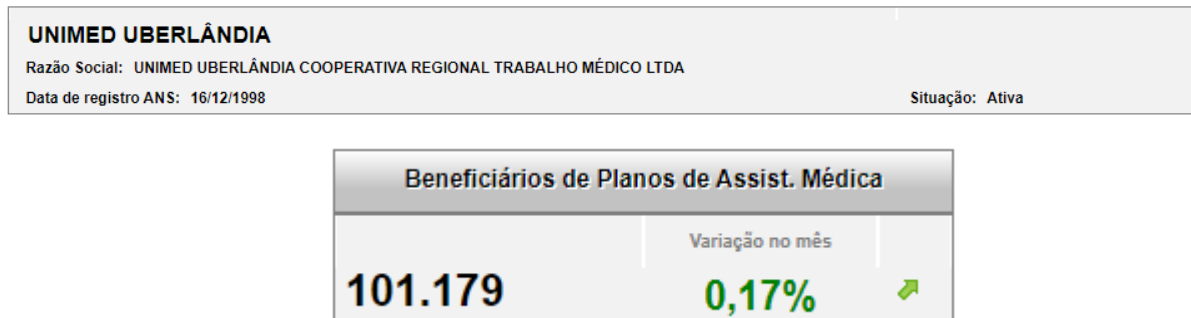 UNIMED UBERLÂNDIA
Razão Social: UNIMED UBERLÂNDIA COOPERATIVA REGIONAL TRABALHO MÉDICO LTDA
Data de registro ANS: 16/12/1998 Situação: Ativa
Beneficiários de Planos de Assist. Médica
Variação no mês
101.179 0,17%